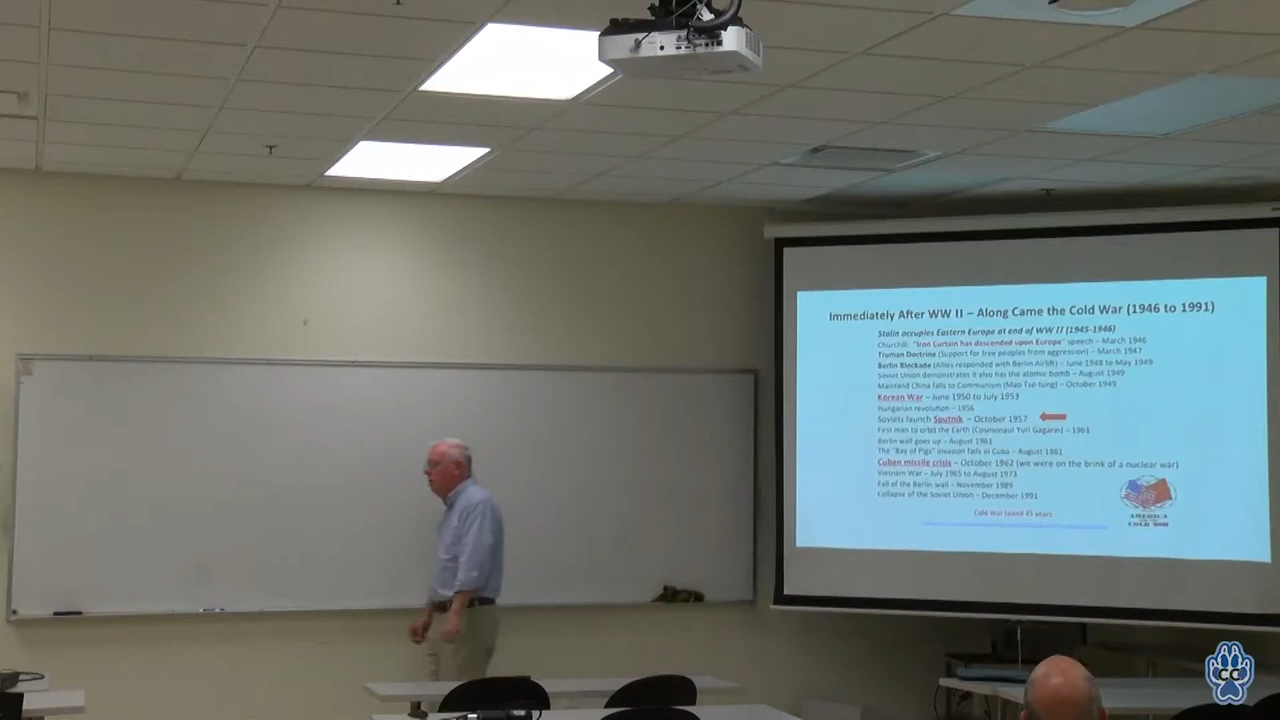 Immediately After WW II – Along Came the Cold War (1946 to 1991)
Stalin occupies Eastern Europe at end of WW II (1945-1946)
Churchill: "Iron Curtain has descended upon Europe" speech – March 1946
Truman Doctrine (Support for free peoples from aggression) – March 1947
Berlin Blockade (Allies responded with Berlin Airlift) – June 1948 to May 1949
Soviet Union demonstrates it also has the atomic bomb – August 1949
Mainland China falls to Communism (Mao Tse-tung) – October 1949
Korean War – June 1950 to July 1953
Hungarian revolution – 1956
Soviets launch Sputnik – October 1957
First man to orbit the Earth (Cosmonaut Yuri Gagarin) – 1961
Berlin wall goes up – August 1961
The "Bay of Pigs" invasion fails in Cuba – August 1961
Cuban missile crisis – October 1962 (we were on the brink of a nuclear war)
Vietnam War – July 1965 to August 1973
Fall of the Berlin wall – November 1989
Collapse of the Soviet Union – December 1991
Cold War lasted 45 years
AMERICA
COLD WAR
CC